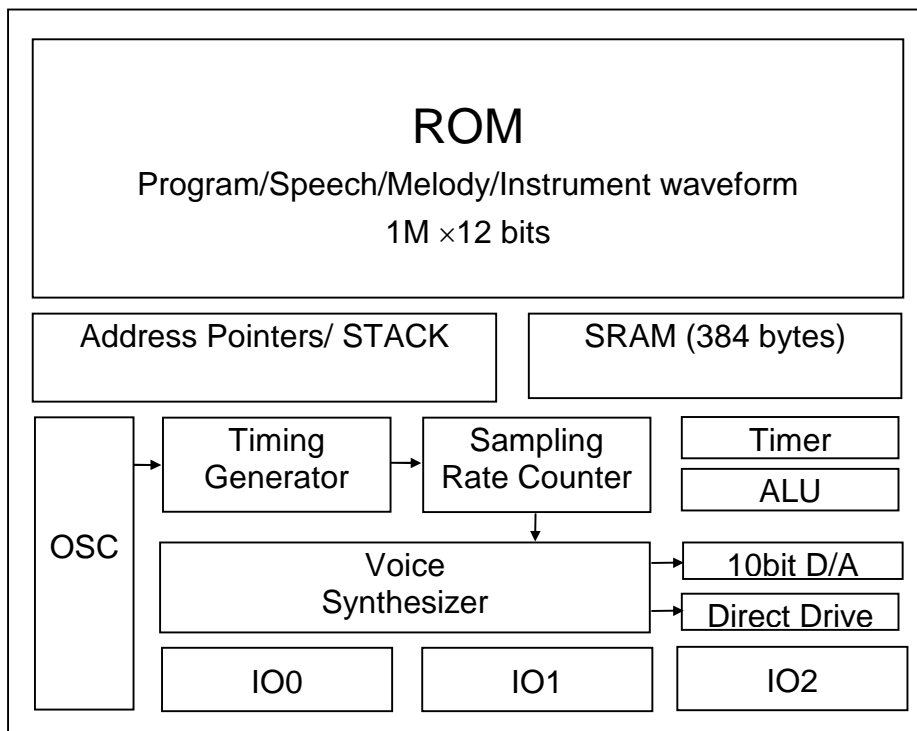 ROM
Program/Speech/Melody/Instrument waveform
1M ×12 bits
Address Pointers/ STACK
SRAM (384 bytes)
OSC
Timing
Generator
Sampling
Rate Counter
Timer
ALU
Voice
Synthesizer
10bit D/A
Direct Drive
IO0
IO1
IO2